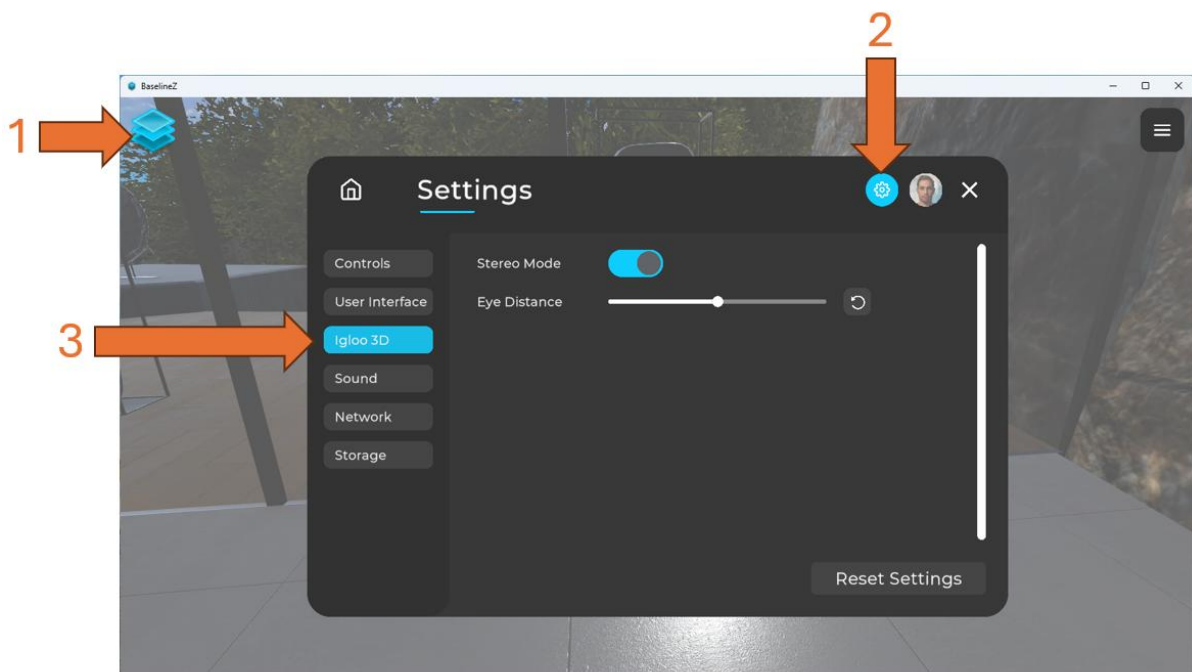 2
BaselineZ
1
Settings
Controls
Stereo Mode
User Interface
Eye Distance
3
Igloo 3D
Sound
Network
Storage
Reset Settings